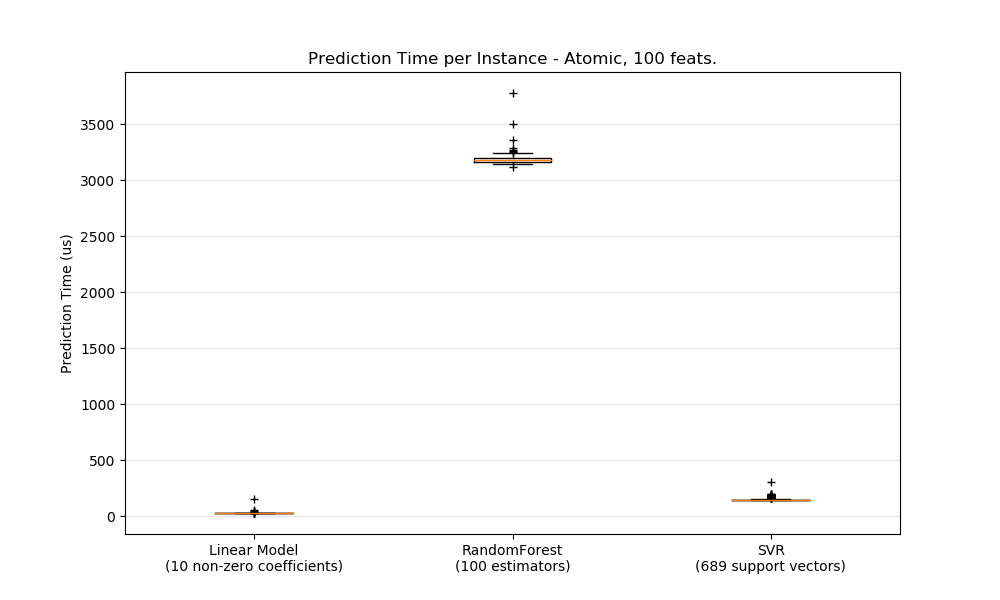 Prediction Time per Instance - Atomic, 100 feats.
Prediction Time (us)
3500
3000
2500
2000
1500
1000
500
0
Linear Model
(10 non-zero coefficients)
RandomForest
(100 estimators)
SVR
(689 support vectors)